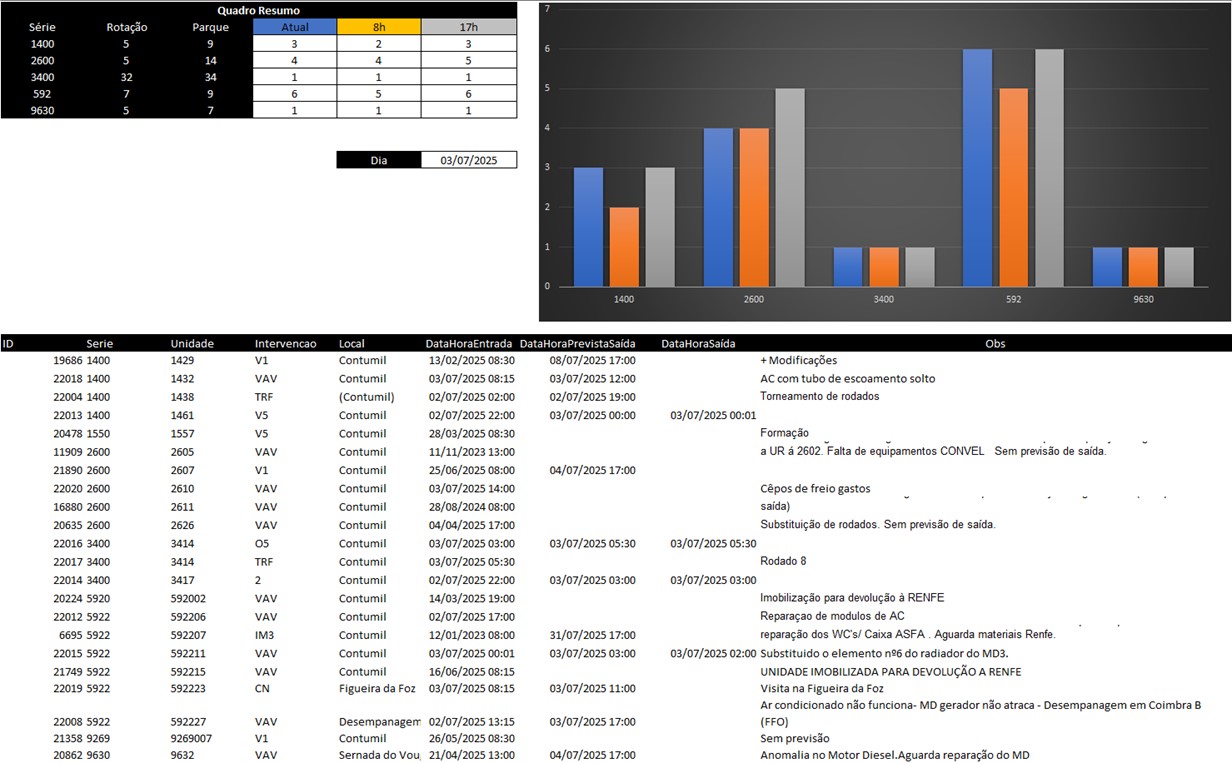 Quadro Resumo
Série Rotação Parque Atual 8h 17h
1400 5 9 3 2 3
2600 5 14 4 4 5
3400 32 34 1 1 1
592 7 9 6 5 6
9630 5 7 1 1 1
Dia 03/07/2025
7
6
5
4
3
2
1
0
1400 2600 3400 592 9630
ID Serie Unidade Intervencao Local DataHoraEntrada DataHoraPrevistaSaída DataHoraSaída Obs
19686 1400 1429 V1 Contumil 13/02/2025 08:30 08/07/2025 17:00 + Modificações
22018 1400 1432 VAV Contumil 03/07/2025 08:15 03/07/2025 12:00 AC com tubo de escoamento solto
22004 1400 1438 TRF (Contumil) 02/07/2025 02:00 02/07/2025 19:00 Torneamento de rodados
22013 1400 1461 V5 Contumil 02/07/2025 22:00 03/07/2025 00:00 03/07/2025 00:01
20478 1550 1557 V5 Contumil 28/03/2025 08:30 Formação
11909 2600 2605 VAV Contumil 11/11/2023 13:00 a UR á 2602. Falta de equipamentos CONVEL Sem previsão de saída.
21890 2600 2607 V1 Contumil 25/06/2025 08:00 04/07/2025 17:00
22020 2600 2610 VAV Contumil 03/07/2025 14:00 Cêpos de freio gastos
16880 2600 2611 VAV Contumil 28/08/2024 08:00 saída)
20635 2600 2626 VAV Contumil 04/04/2025 17:00 Substituição de rodados. Sem previsão de saída.
22016 3400 3414 O5 Contumil 03/07/2025 03:00 03/07/2025 05:30 03/07/2025 05:30
22017 3400 3414 TRF Contumil 03/07/2025 05:30 Rodado 8
22014 3400 3417 2 Contumil 02/07/2025 22:00 03/07/2025 03:00 03/07/2025 03:00
20224 5920 592002 VAV Contumil 14/03/2025 19:00 Imobilização para devolução à RENFE
22012 5922 592206 VAV Contumil 02/07/2025 17:00 Reparaçao de modulos de AC
6695 5922 592207 IM3 Contumil 12/01/2023 08:00 31/07/2025 17:00 reparação dos WC's/ Caixa ASFA . Aguarda materiais Renfe.
22015 5922 592211 VAV Contumil 03/07/2025 00:01 03/07/2025 03:00 03/07/2025 02:00 Substituido o elemento nº6 do radiador do MD3.
21749 5922 592215 VAV Contumil 16/06/2025 08:15 UNIDADE IMOBILIZADA PARA DEVOLUÇÃO A RENFE
22019 5922 592223 CN Figueira da Foz 03/07/2025 08:15 03/07/2025 11:00 Visita na Figueira da Foz
Ar condicionado não funciona- MD gerador não atraca - Desempanagem em Coimbra B
22008 5922 592227 VAV Desempanagem 02/07/2025 13:15 03/07/2025 17:00 (FFO)
21358 9269 9269007 V1 Contumil 26/05/2025 08:30 Sem previsão
20862 9630 9632 VAV Sernada do Vou 21/04/2025 13:00 04/07/2025 17:00 Anomalia no Motor Diesel.Aguarda reparação do MD